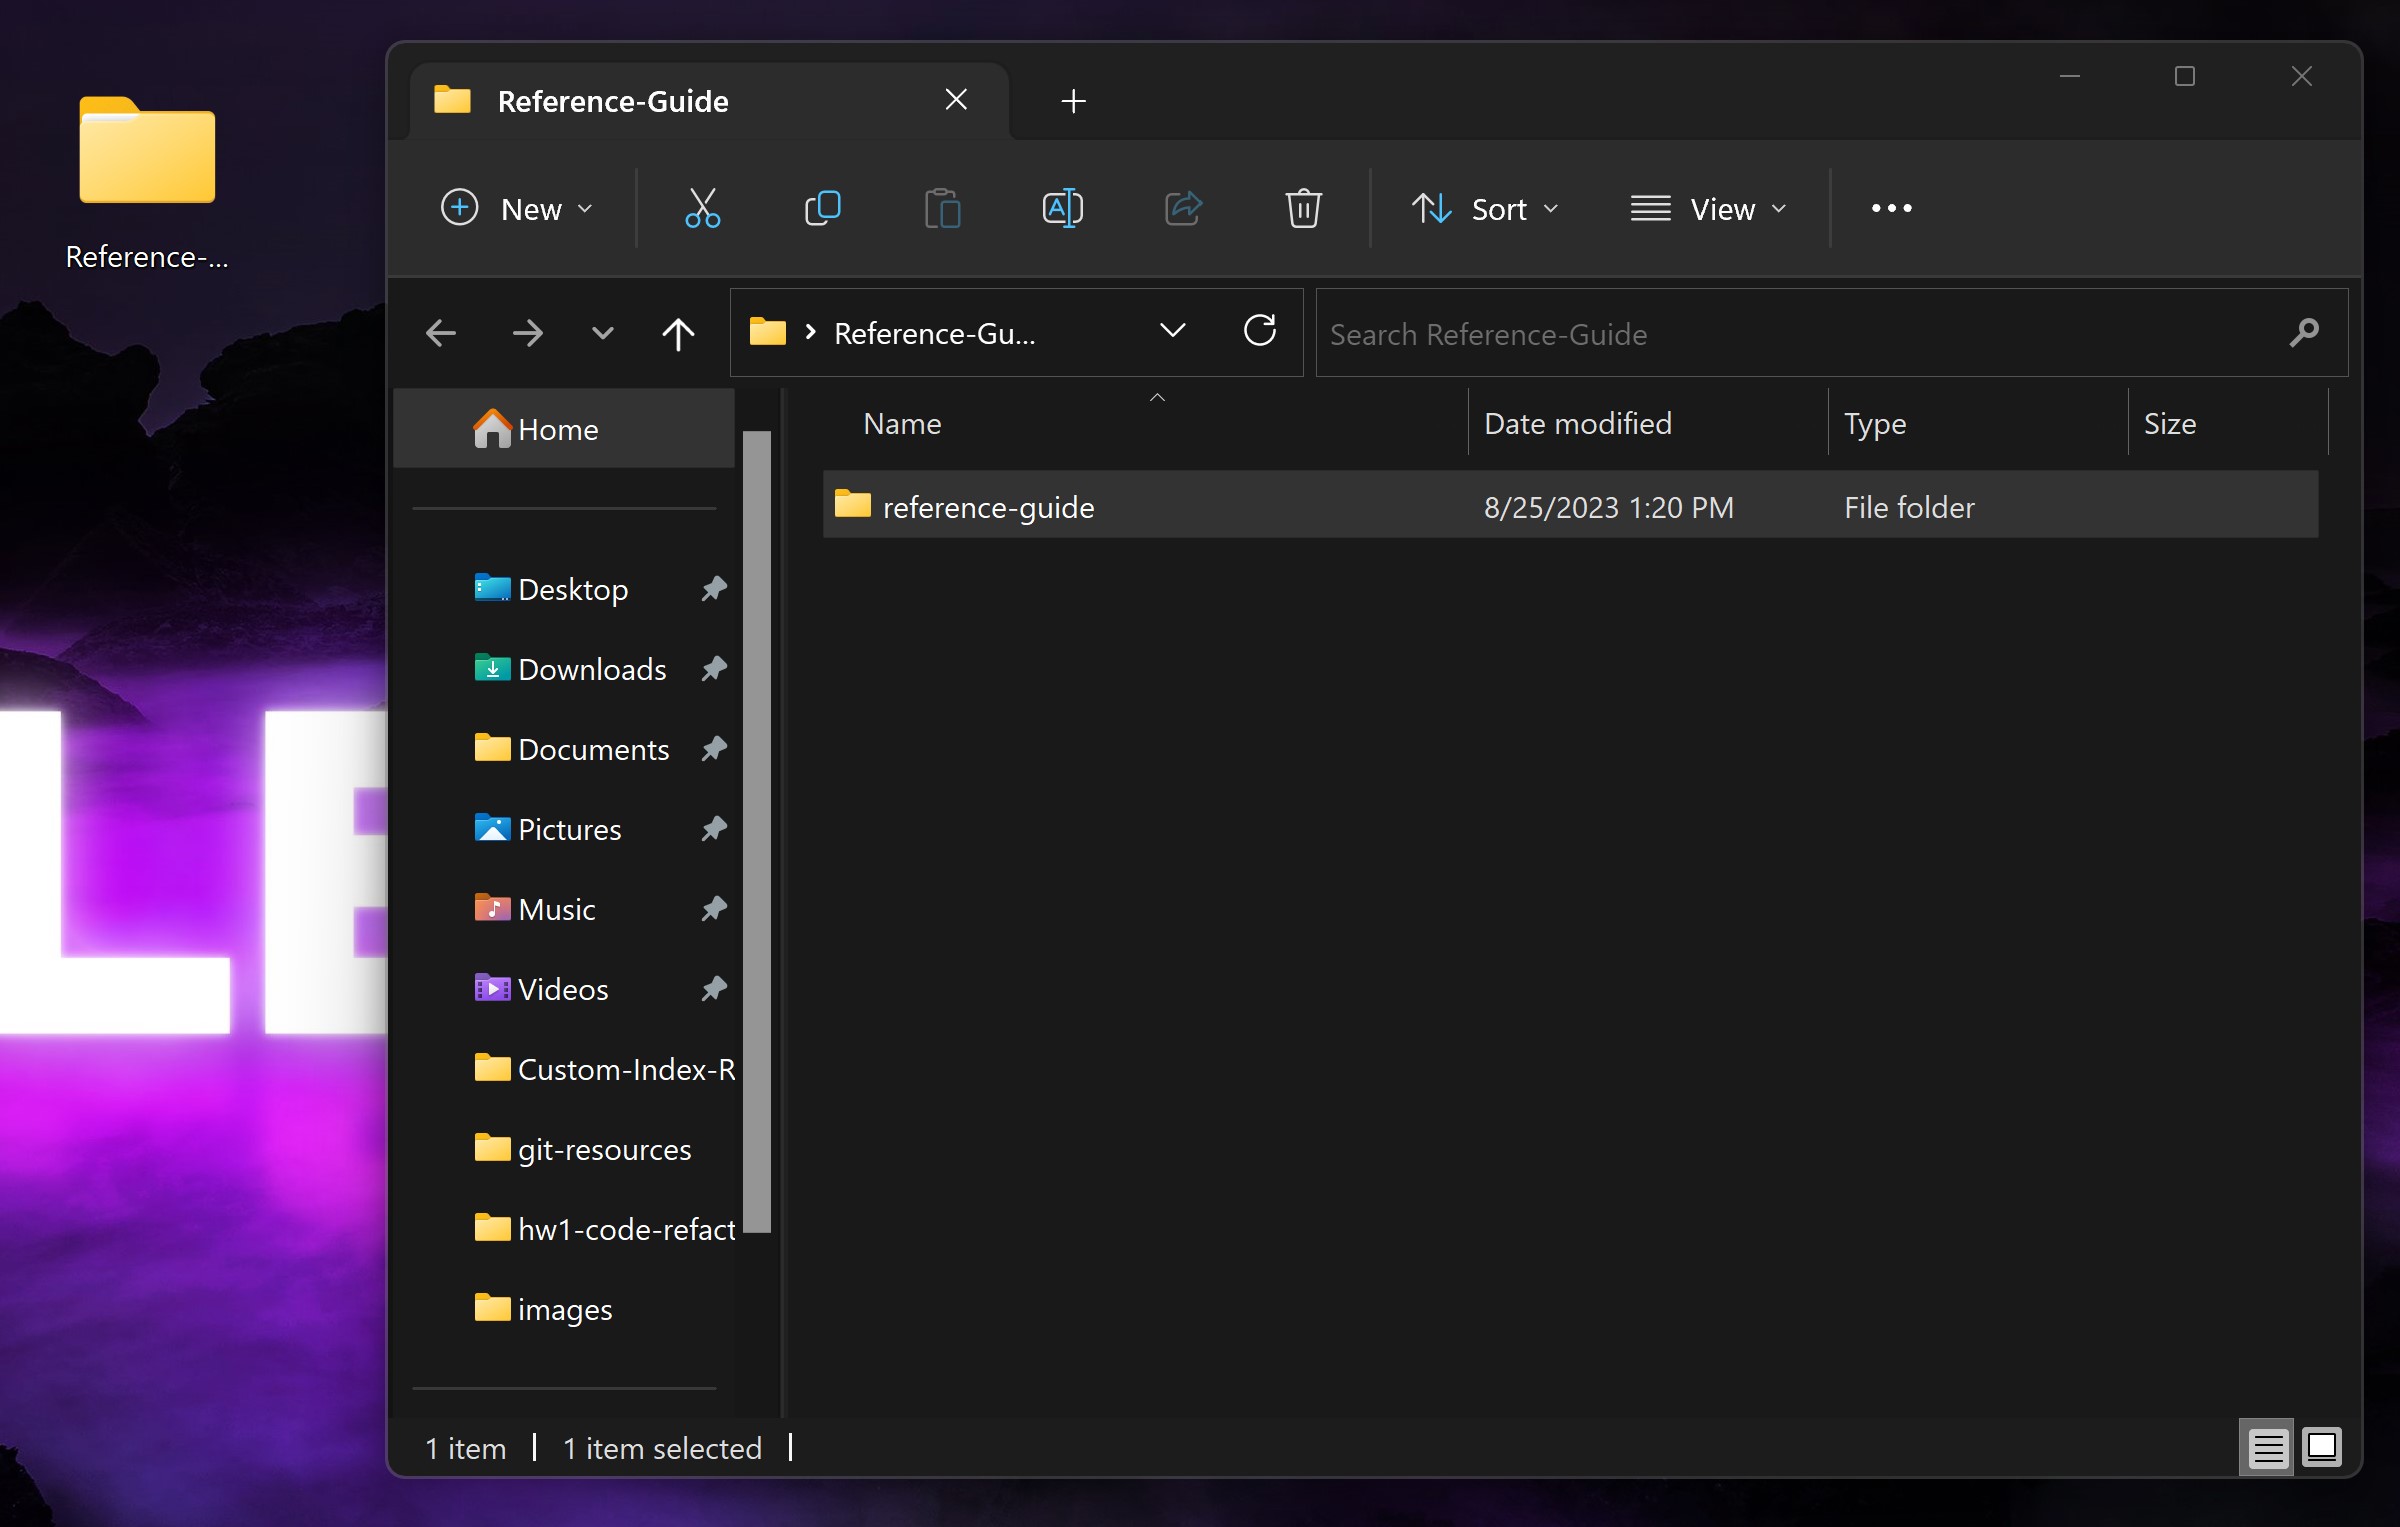 Reference-...
Reference-Guide
New
Sort
View
Reference-Gu...
Search Reference-Guide
Home
Name
Date modified
Type
Size
reference-guide
8/25/2023 1:20 PM
File folder
Desktop
Downloads
Documents
Pictures
Music
Videos
Custom-Index-R
git-resources
hw1-code-refact
images
LE
1 item
1 item selected